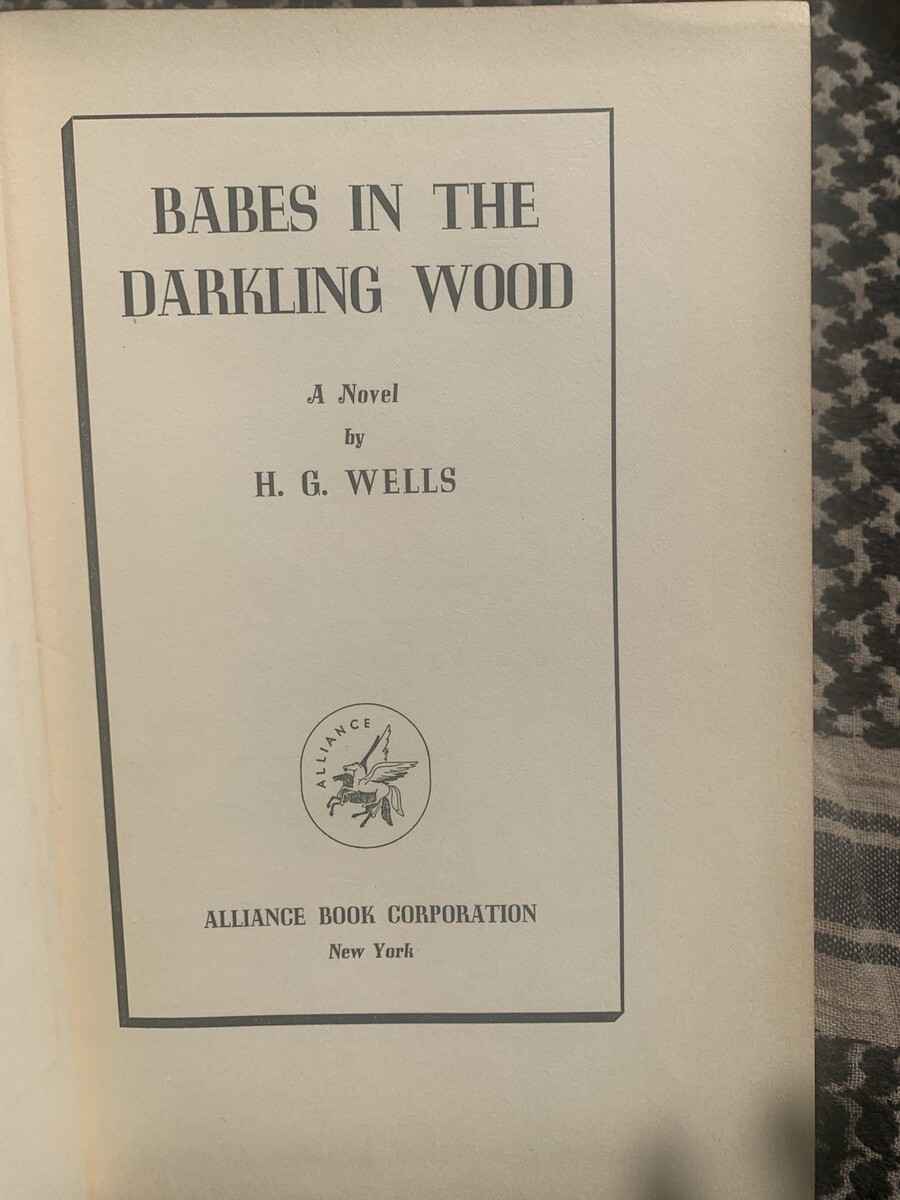 BABES IN THE
DARKLING WOOD
A Novel
by
H. G. WELLS
ALLIANCE
ALLIANCE BOOK CORPORATION
New York